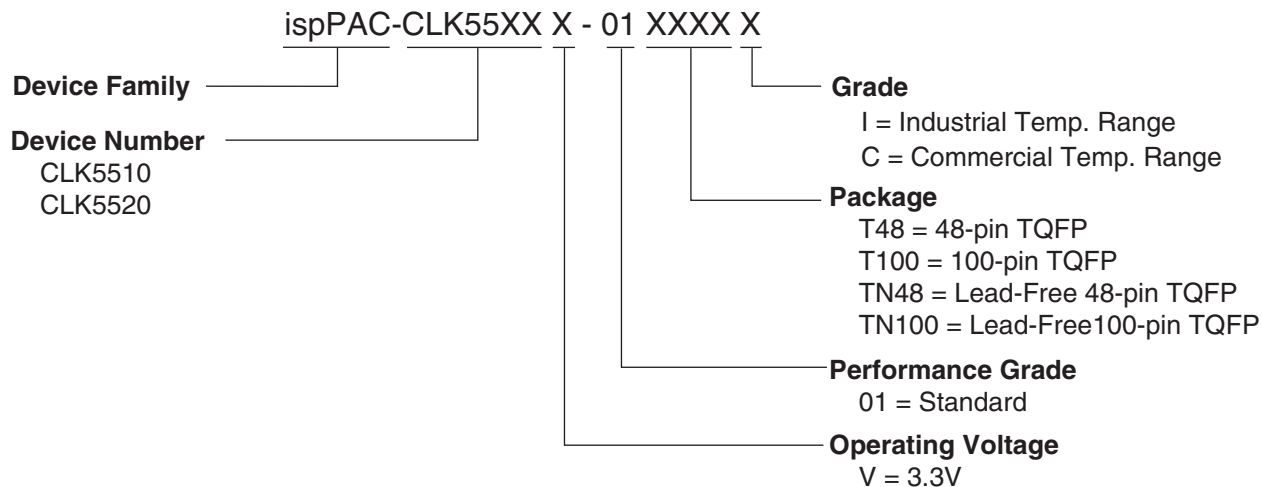 ispPAC-CLK55XX X - 01 XXXX X
Device Family
Device Number
CLK5510
CLK5520
Grade
I = Industrial Temp. Range
C = Commercial Temp. Range
Package
T48 = 48-pin TQFP
T100 = 100-pin TQFP
TN48 = Lead-Free 48-pin TQFP
TN100 = Lead-Free100-pin TQFP
Performance Grade
01 = Standard
Operating Voltage
V = 3.3V